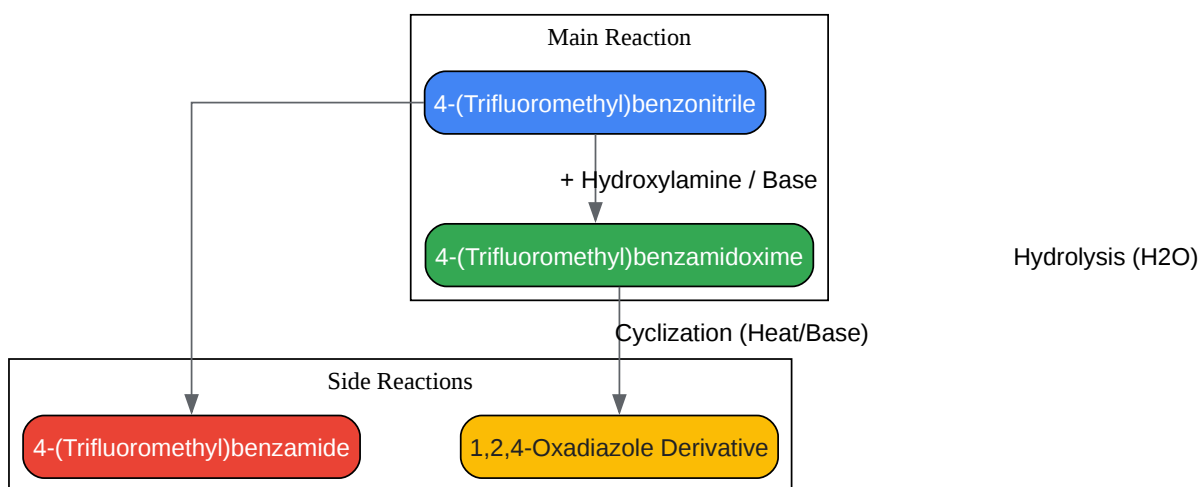 Main Reaction
4-(Trifluoromethyl)benzonitrile
+ Hydroxylamine / Base
4-(Trifluoromethyl)benzamidoxime
Hydrolysis (H2O)
Cyclization (Heat/Base)
Side Reactions
4-(Trifluoromethyl)benzamide
1,2,4-Oxadiazole Derivative